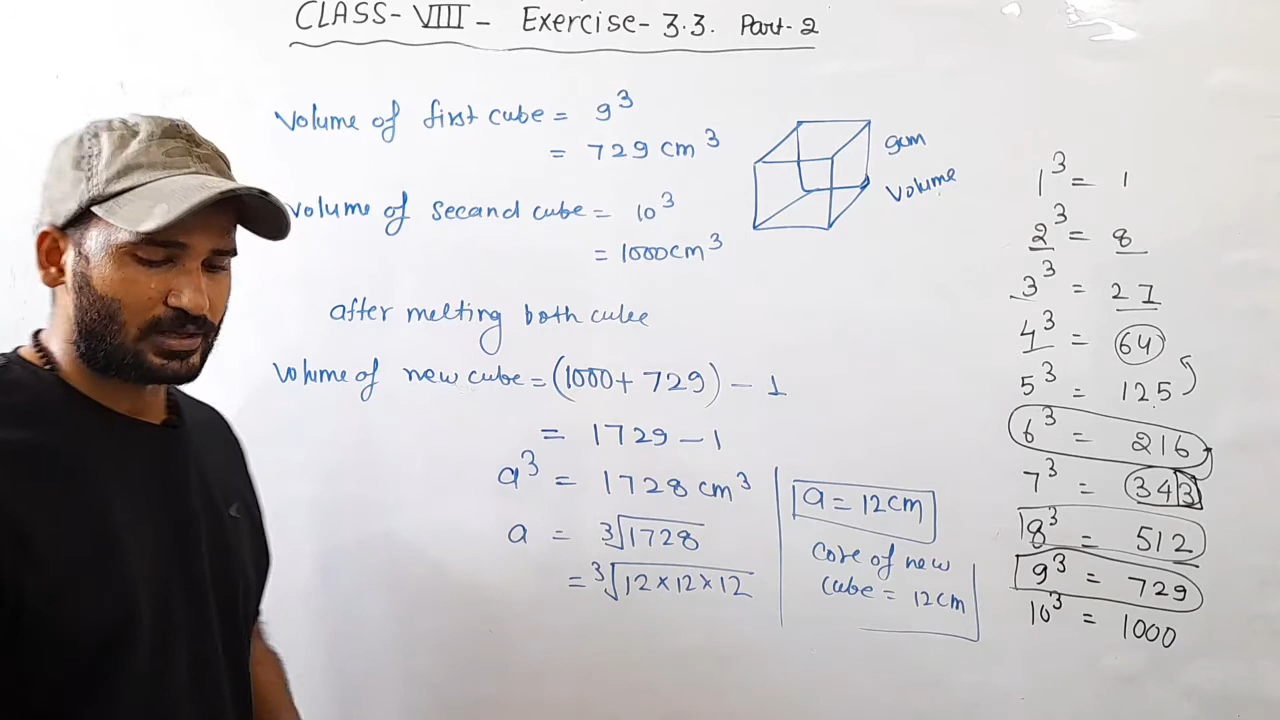 CLASS-VIII- Exercise-3.3. Part-2
Volume of first cube = 9³
= 729 cm³
Volume of second cube = 10³
= 1000cm³
after melting both cube
Volume of new cube = (1000+729) - 1
= 1729 - 1
a³ = 1728 cm³
a = ³√1728
= ³√12×12×12
a = 12cm
Core of new
cube = 12cm
9cm
Volume
1³ = 1
2³ = 8
3³ = 27
4³ = 64
5³ = 125
6³ = 216
7³ = 343
8³ = 512
9³ = 729
10³ = 1000